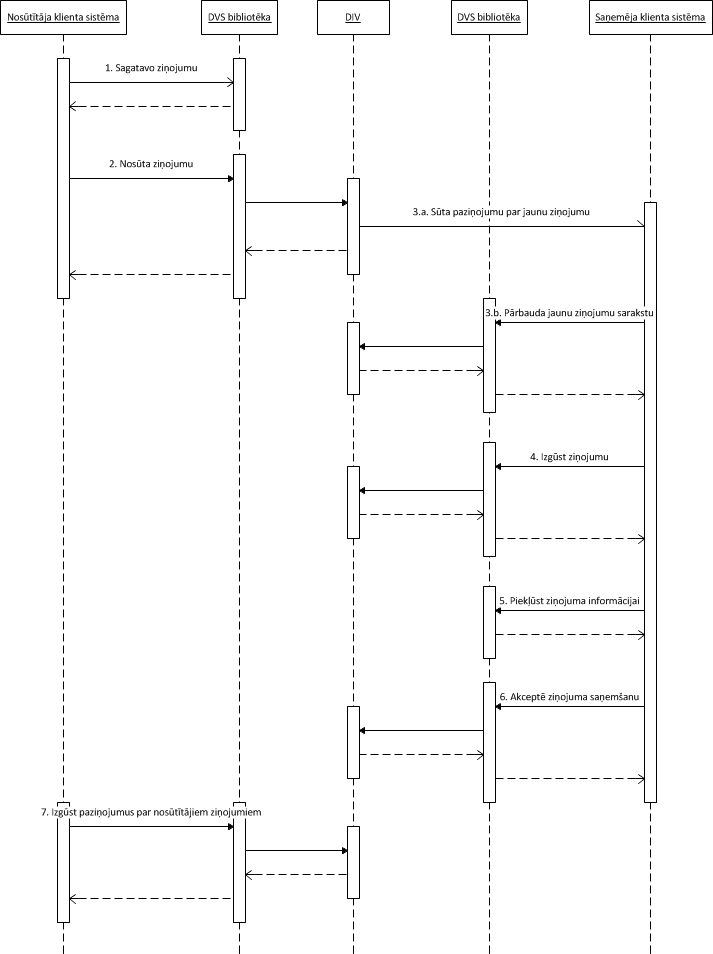 Nosūtītāja klienta sistēma
DVS bibliotēka
DIV
DVS bibliotēka
Saņemēja klienta sistēma
1. Sagatavo ziņojumu
2. Nosūta ziņojumu
3.a. Sūta paziņojumu par jaunu ziņojumu
3.b. Pārbauda jaunu ziņojumu sarakstu
4. Izgūst ziņojumu
5. Piekļūst ziņojuma informācijai
6. Akceptē ziņojuma saņemšanu
7. Izgūst paziņojumus par nosūtītājiem ziņojumiem